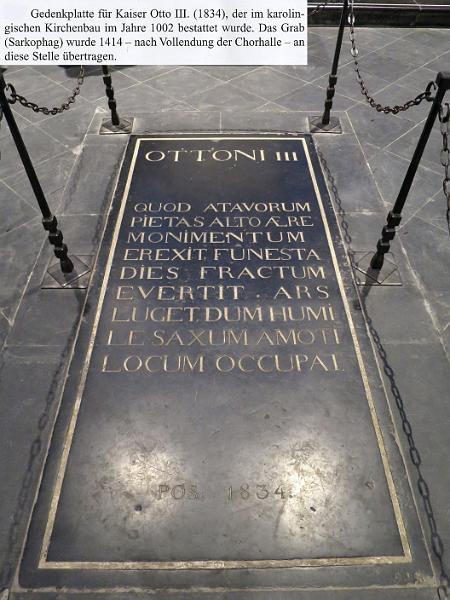 Gedenkplatte für Kaiser Otto III. (1834), der im karolin-
gischen Kirchenbau im Jahre 1002 bestattet wurde. Das Grab
(Sarkophag) wurde 1414 – nach Vollendung der Chorhalle – an
diese Stelle übertragen.
OTTONI III
QUOD ATAVORUM
PIETAS ALTO ÆRE
MONIMENTUM
EREXIT, FUNESTA
DIES FRACTUM
EVERTIT. ARS
LUGET, DUM HUMI
LE SAXUM AMOTI
LOCUM OCCUPAT.
POS. 1834.